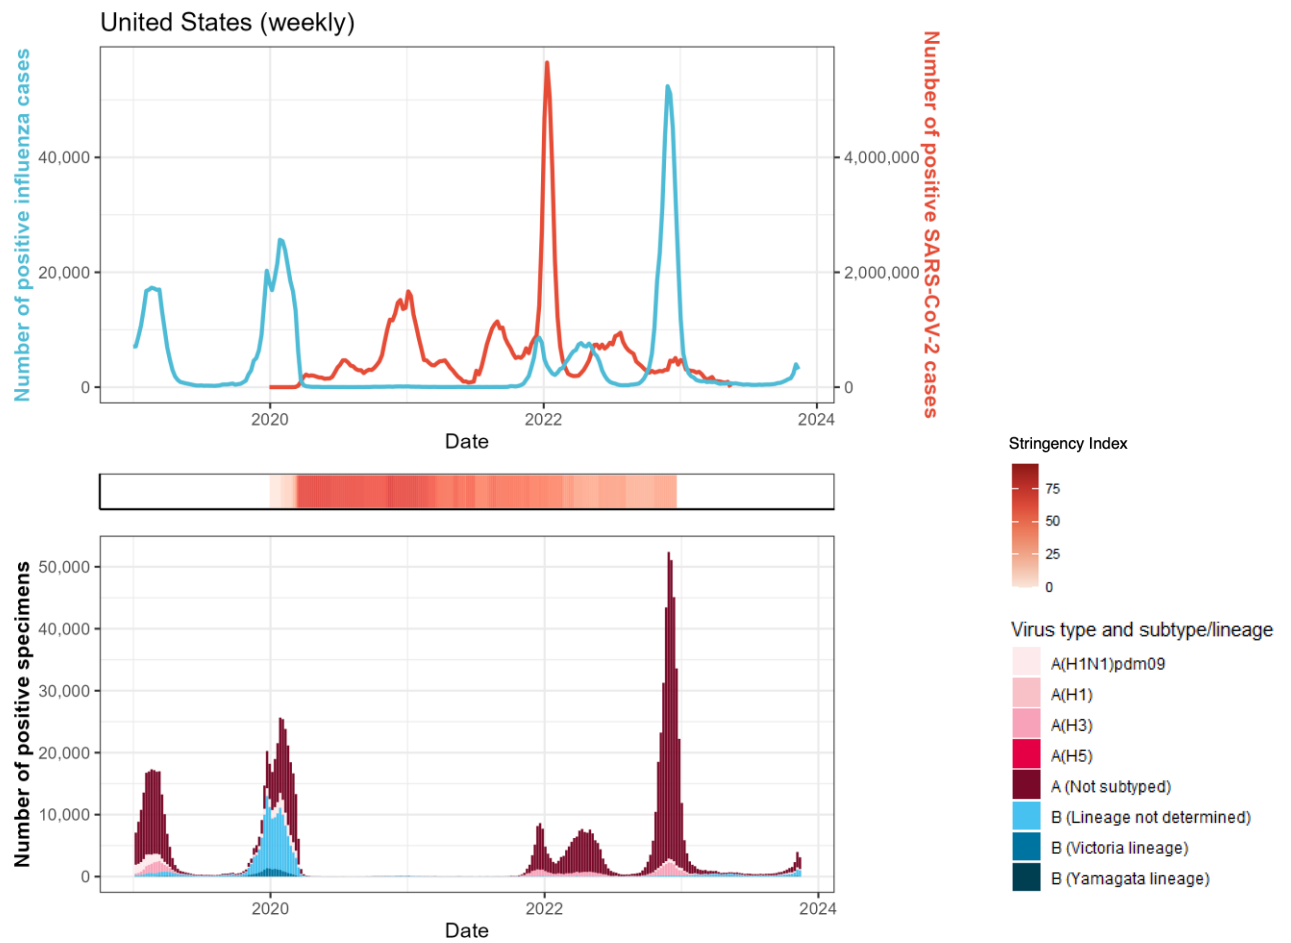 United States (weekly)
Number of positive influenza cases
40,000
20,000
0
4,000,000
2,000,000
0
Number of positive SARS-CoV-2 cases
2020
2022
2024
Date
Stringency Index
75
50
25
0
Number of positive specimens
50,000
40,000
30,000
20,000
10,000
0
2020
2022
2024
Date
Virus type and subtype/lineage
A(H1N1)pdm09
A(H1)
A(H3)
A(H5)
A (Not subtyped)
B (Lineage not determined)
B (Victoria lineage)
B (Yamagata lineage)